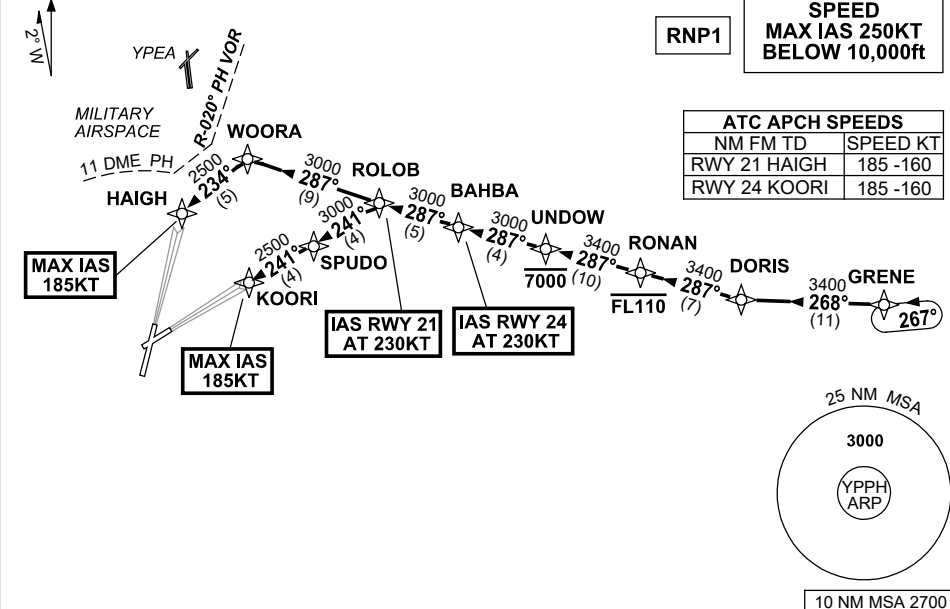 2° W
YPEA
R-020° PH VOR
MILITARY
AIRSPACE
11 DME PH
RNP1
SPEED
MAX IAS 250KT
BELOW 10,000ft
ATC APCH SPEEDS
NM FM TD SPEED KT
RWY 21 HAIGH 185 -160
RWY 24 KOORI 185 -160
WOORA
2500
234°
(5)
HAIGH
MAX IAS
185KT
3000
287°
(9)
ROLOB
3000
241°
(4)
SPUDO
2500
241°
(4)
KOORI
MAX IAS
185KT
3000
287°
(5)
BAHBA
IAS RWY 21
AT 230KT
IAS RWY 24
AT 230KT
3000
287°
(4)
UNDOW
7000
3400
287°
(10)
RONAN
FL110
3400
287°
(7)
DORIS
3400
268°
(11)
GRENE
267°
25 NM MSA
3000
YPPH
ARP
10 NM MSA 2700